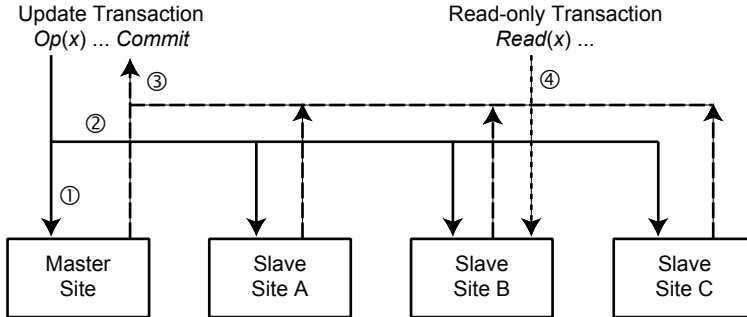 Update Transaction
Op(x) ... Commit
Read-only Transaction
Read(x) ...
③
④
②
①
Master
Site
Slave
Site A
Slave
Site B
Slave
Site C